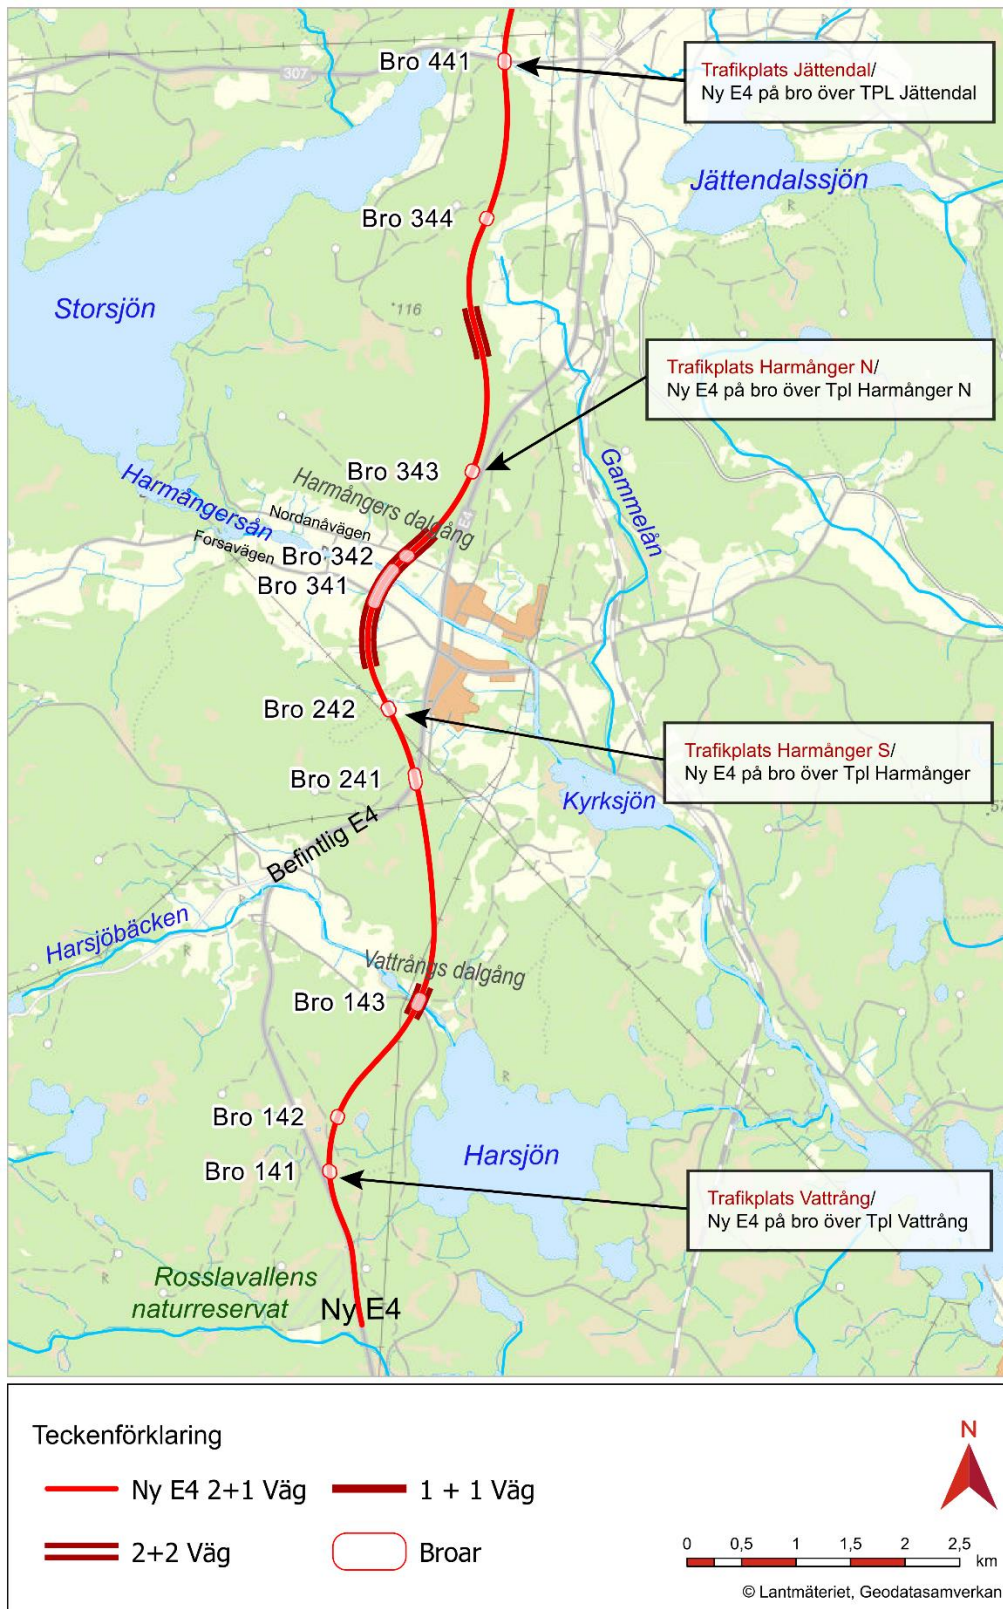 Bro 441
307
Trafikplats Jättendal/
Ny E4 på bro över TPL Jättendal
Jättendalssjön
Bro 344
Storsjön
116
Trafikplats Harmånger N/
Ny E4 på bro över Tpl Harmånger N
Bro 343
Harmångers dalgång
Gammelån
Harmångersån
Nordanåvägen
E4
Forsavägen
Bro 342
Bro 341
Bro 242
Trafikplats Harmånger S/
Ny E4 på bro över Tpl Harmånger
Bro 241
Kyrksjön
57
Befintlig E4
Harsjöbäcken
Vattrångs dalgång
R
Bro 143
Bro 142
Harsjön
Bro 141
Trafikplats Vattrång/
Ny E4 på bro över Tpl Vattrång
Rosslavallens
naturreservat
Ny E4
Teckenförklaring
Ny E4 2+1 Väg
1 + 1 Väg
2+2 Väg
Broar
N
0 0,5 1 1,5 2 2,5
km
© Lantmäteriet, Geodatasamverkan